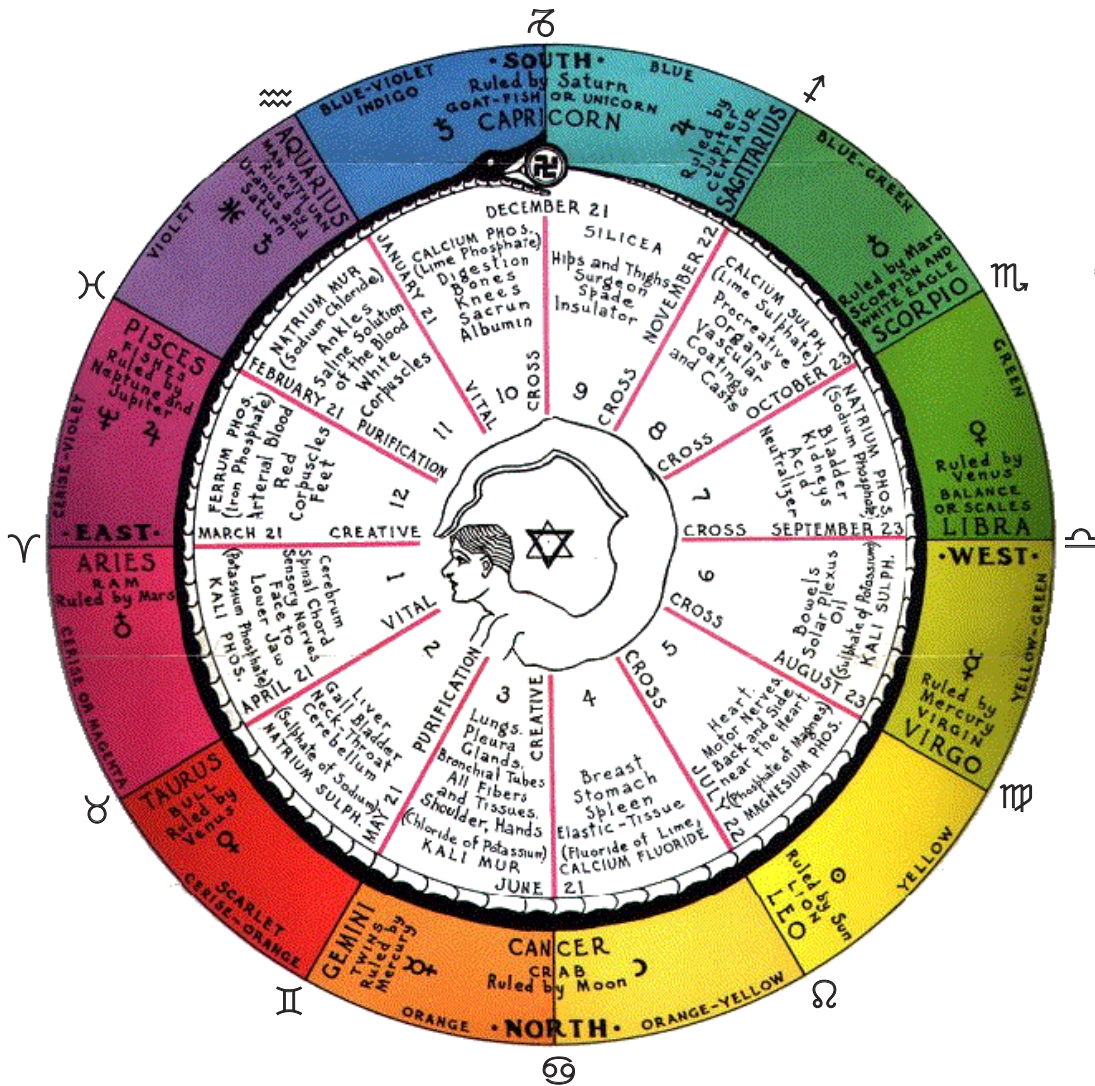 ♑
BLUE-VIOLET
INDIGO
·SOUTH·
Ruled by Saturn
GOAT-FISH OR UNICORN
♄ CAPRICORN
BLUE
♃
Ruled by
Jupiter
CENTAUR
SAGITTARIUS
♐
BLUE-GREEN
♁
Ruled by Mars
SCORPION AND
WHITE EAGLE
SCORPIO
♏
GREEN
♀
Ruled by
Venus
BALANCE
OR SCALES
LIBRA
♎
·WEST·
YELLOW-GREEN
☿
Ruled by
Mercury
VIRGIN
VIRGO
♍
YELLOW
☉
Ruled by Sun
LION
LEO
♌
ORANGE-YELLOW
CANCER
CRAB ☽
Ruled by Moon
·NORTH·
♋
ORANGE
GEMINI
TWINS
Ruled by
Mercury
☿
♊
TAURUS
BULL
Ruled by
Venus
♀
SCARLET
CERISE-ORANGE
♉
·EAST·
ARIES
RAM
Ruled by Mars
♁
CERISE OR MAGENTA
♈
PISCES
FISHES
Ruled by
Neptune and
Jupiter
♆ ♃
CERISE-VIOLET
♓
AQUARIUS
MAN WITH URN
Ruled by
Uranus and
Saturn
♄
VIOLET
♒
DECEMBER 21
CALCIUM PHOS.
(Lime Phosphate)
Digestion
Bones
Knees
Sacrum
Albumin
10
CROSS
SILICEA
Hips and Thighs
Surgeon
Spade
Insulator
9
NOVEMBER 22
CROSS
CALCIUM SULPH.
(Lime Sulphate)
Procreative
Organs
Vascular
Coatings
and Casts
8
OCTOBER 23
CROSS
NATRIUM PHOS.
(Sodium Phosphate)
Bladder
Kidneys
Acid
Neutralizer
7
CROSS SEPTEMBER 23
6
Bowels
Solar Plexus
Oil
(Sulphate of Potassium)
KALI SULPH.
CROSS
AUGUST 23
5
Heart.
Motor Nerves.
Back and Side
near the Heart.
(Phosphate of Magnes)
MAGNESIUM PHOS.
CROSS
JULY 22
4
Breast
Stomach
Spleen
Elastic-Tissue
(Fluoride of Lime,
CALCIUM FLUORIDE
CREATIVE
JUNE 21
3
Lungs.
Pleura
Glands,
Bronchial Tubes
All Fibers
and Tissues.
Shoulder, Hands
(Chloride of Potassium)
KALI MUR
PURIFICATION
MAY 21
2
Liver
Gall Bladder
Neck-Throat
Cerebellum
(Sulphate of Sodium)
NATRIUM SULPH.
VITAL
APRIL 21
1
Cerebrum
Spinal Chord
Sensory Nerves
Face to
Lower Jaw
(Potassium Phosphate)
KALI PHOS.
MARCH 21 CREATIVE
FERRUM PHOS.
(Iron Phosphate)
Arterial Blood
Red
Corpuscles
Feet
12
FEBRUARY 21
PURIFICATION
NATRIUM MUR
(Sodium Chloride)
Ankles
Saline Solution
of the Blood
White
Corpuscles
11
JANUARY 21
VITAL